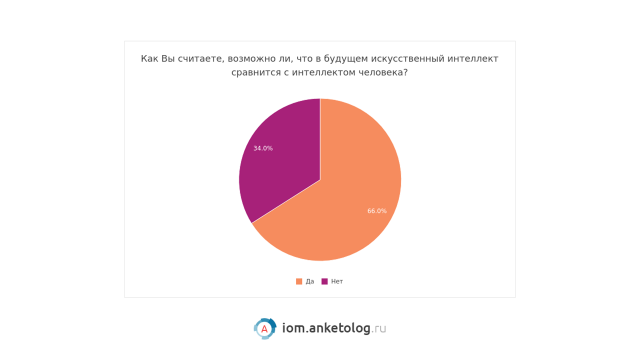 Как Вы считаете, возможно ли, что в будущем искусственный интеллект
сравнится с интеллектом человека?
34.0%
66.0%
Да Нет
A iom.anketolog.ru